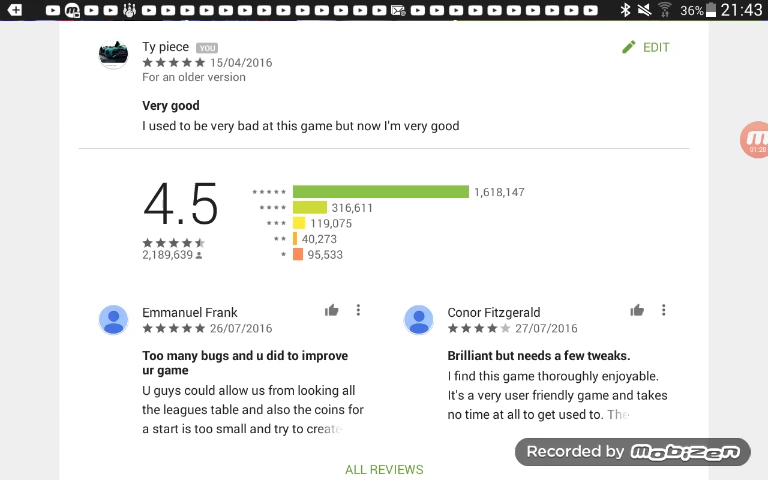 36% 21:43
Ty piece YOU
15/04/2016
For an older version
EDIT
Very good
I used to be very bad at this game but now I'm very good
01:28
4.5
2,189,639
1,618,147
316,611
119,075
40,273
95,533
Emmanuel Frank
26/07/2016
Too many bugs and u did to improve
ur game
U guys could allow us from looking all
the leagues table and also the coins for
a start is too small and try to create
Conor Fitzgerald
27/07/2016
Brilliant but needs a few tweaks.
I find this game thoroughly enjoyable.
It's a very user friendly game and takes
no time at all to get used to. The
ALL REVIEWS
Recorded by mobizen